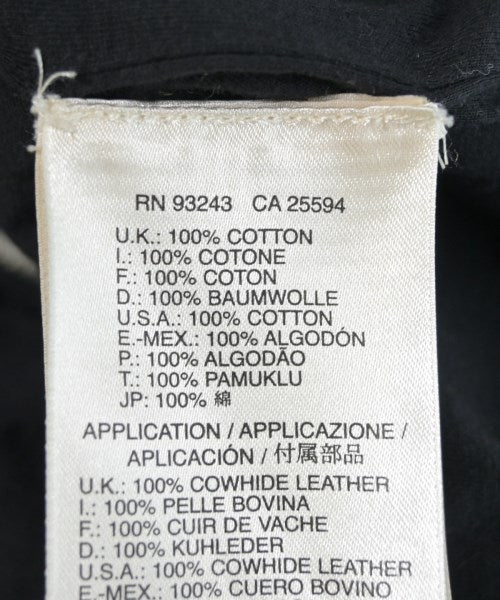 RN 93243 CA 25594
U.K.: 100% COTTON
I.: 100% COTONE
F.: 100% COTON
D.: 100% BAUMWOLLE
U.S.A.: 100% COTTON
E.-MEX.: 100% ALGODÓN
P.: 100% ALGODÃO
T.: 100% PAMUKLU
JP: 100% 綿
APPLICATION / APPLICAZIONE /
APLICACIÓN / 付属部品
U.K.: 100% COWHIDE LEATHER
I.: 100% PELLE BOVINA
F.: 100% CUIR DE VACHE
D.: 100% KUHLEDER
U.S.A.: 100% COWHIDE LEATHER
E.-MEX.: 100% CUERO BOVINO